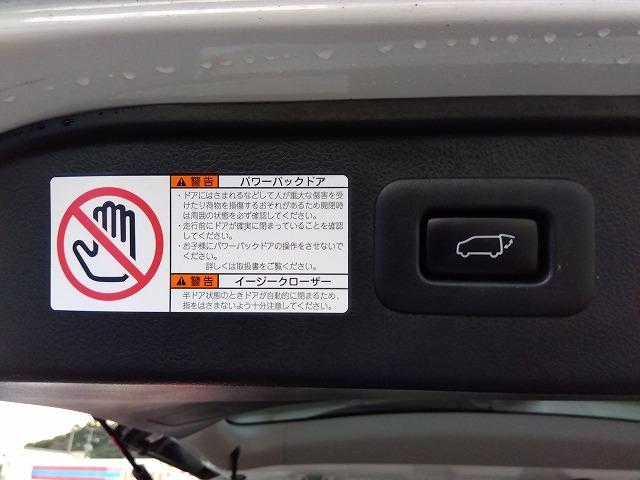 警告 パワーバックドア
・ドアにはさまれるなどして人が重大な傷害を受
けたり荷物を損傷するおそれがあるため開閉時
は周囲の状態を必ず確認してください。
・走行前にドアが確実に閉まっていることを確認
してください。
・お子様にパワーバックドアの操作をさせないで
ください。
詳しくは取扱書をご覧ください。
警告 イージークローザー
半ドア状態のときドアが自動的に閉まるため、
指をはさまないよう十分注意してください。